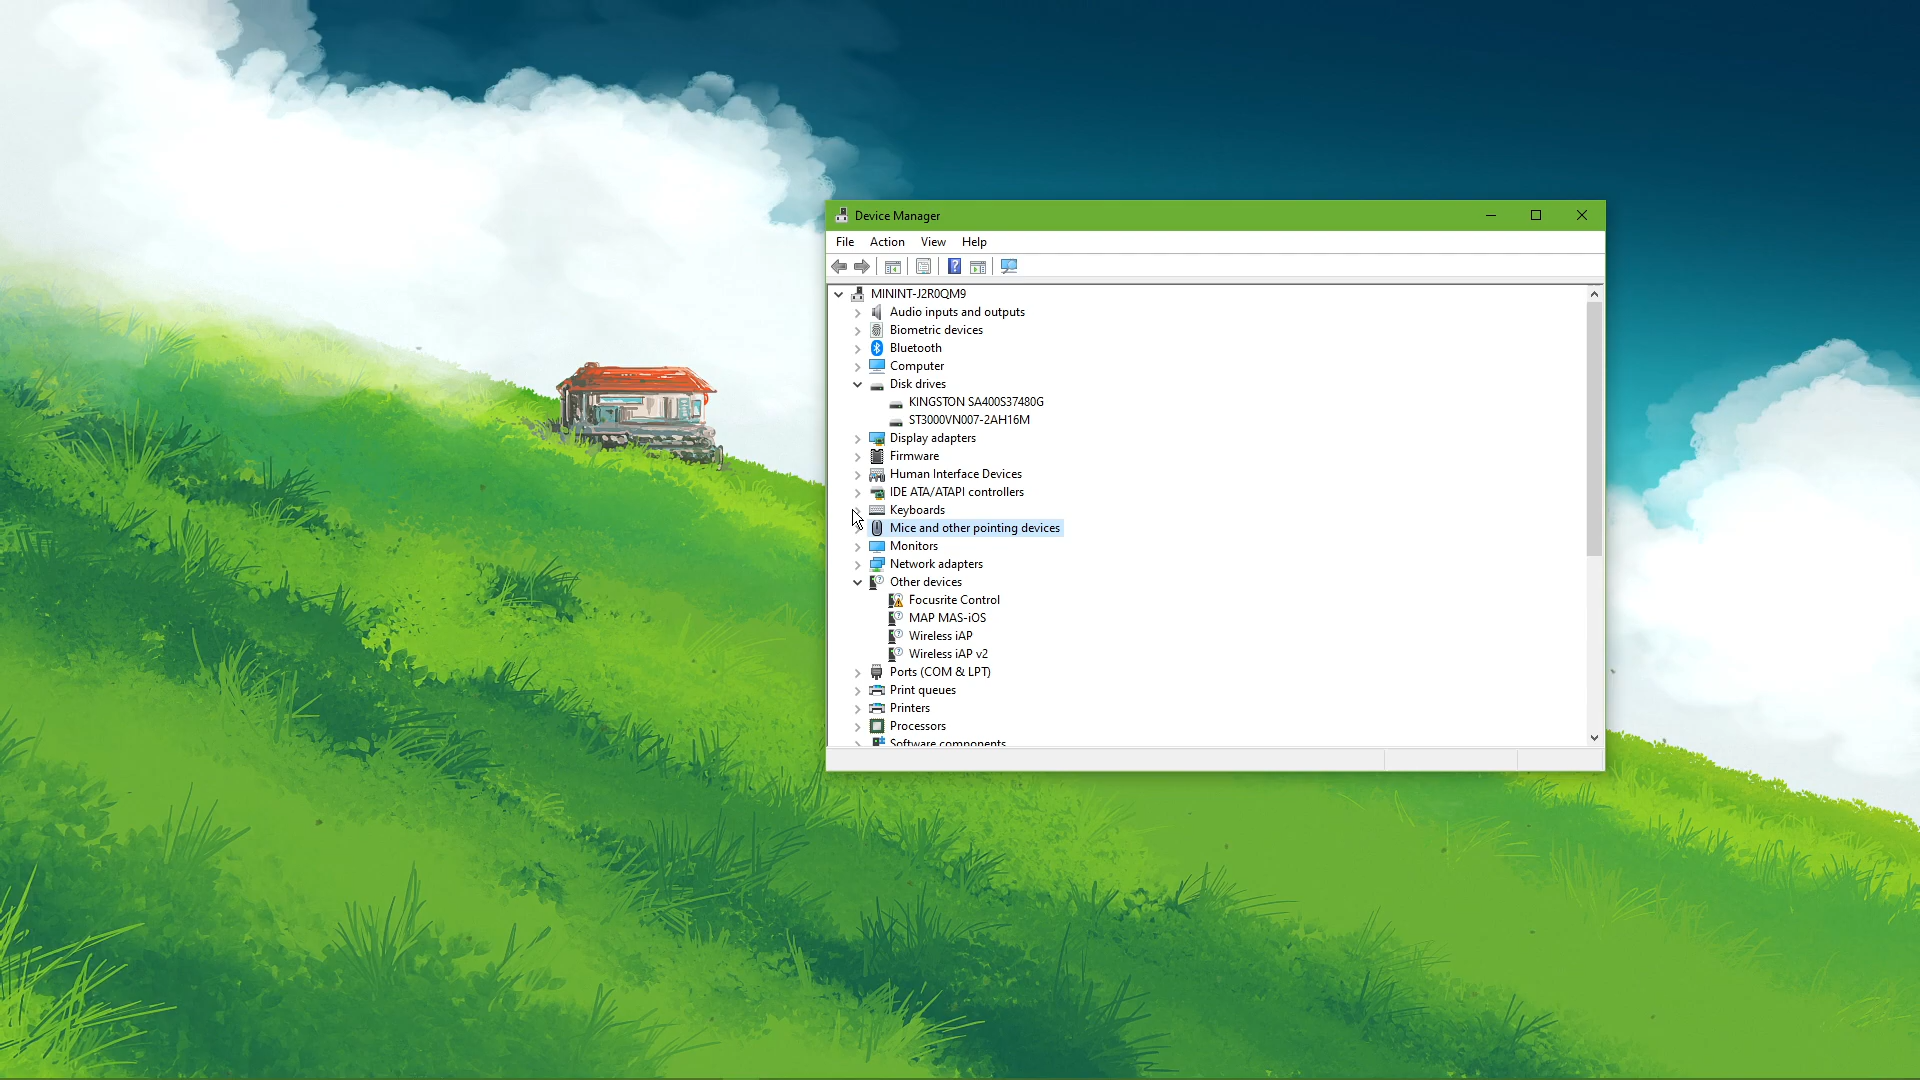 Device Manager
File Action View Help
MININT-J2R0QM9
Audio inputs and outputs
Biometric devices
Bluetooth
Computer
Disk drives
KINGSTON SA400S37480G
ST3000VN007-2AH16M
Display adapters
Firmware
Human Interface Devices
IDE ATA/ATAPI controllers
Keyboards
Mice and other pointing devices
Monitors
Network adapters
Other devices
Focusrite Control
MAP MAS-iOS
Wireless iAP
Wireless iAP v2
Ports (COM & LPT)
Print queues
Printers
Processors
Software components